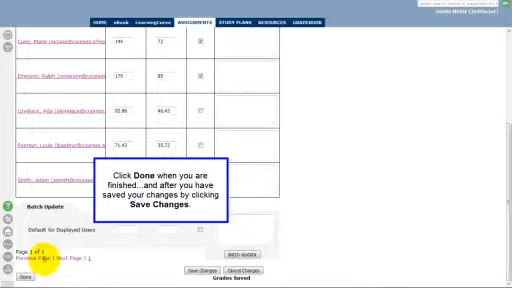 HOME eBook LearningCurve ASSIGNMENTS STUDY PLANS RESOURCES GRADEBOOK
144 72
Emerson, Ralph 170 85
Lovelace, Ada 92.86 46.43
Louis 71.43 35.72
Smith, Adam
Click Done when you are
finished...and after you have
saved your changes by clicking
Save Changes.
Batch Update
Default for Displayed Users
Page 1 of 1
Previous Page | Next Page | 1
Batch Update
Save Changes Cancel Changes
Done Grades Saved